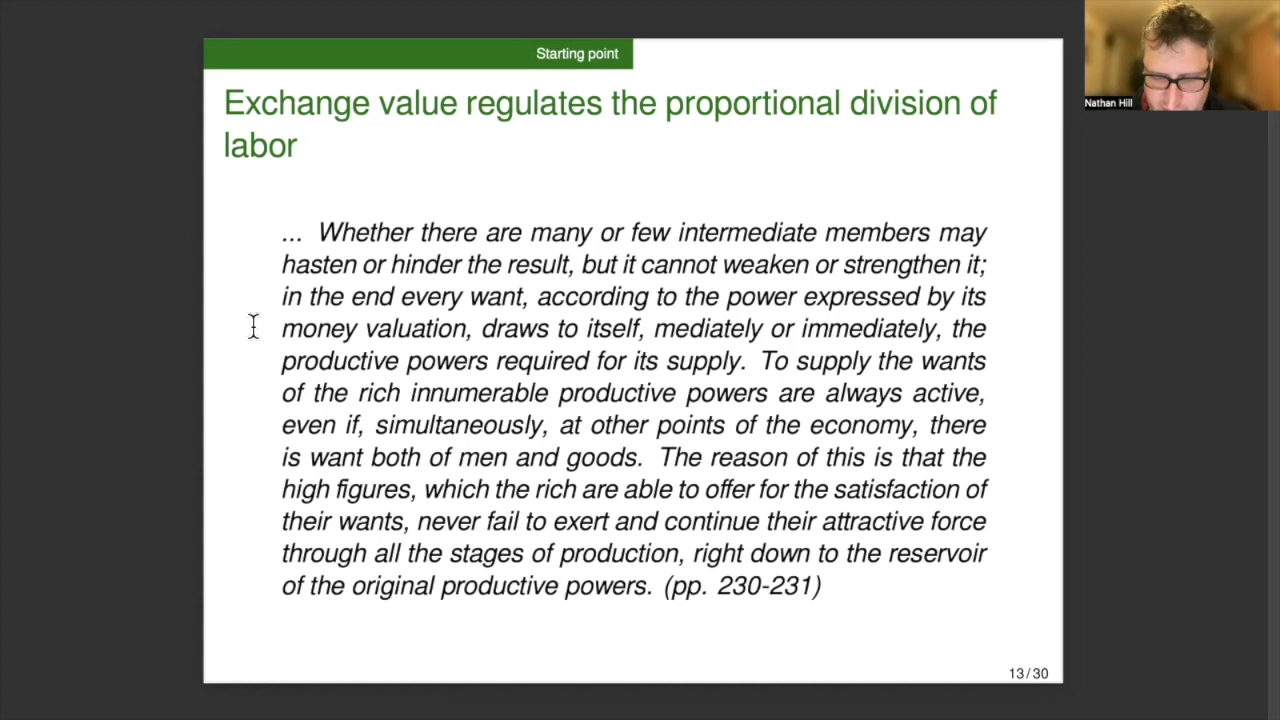 Starting point
Exchange value regulates the proportional division of
labor
... Whether there are many or few intermediate members may
hasten or hinder the result, but it cannot weaken or strengthen it;
in the end every want, according to the power expressed by its
money valuation, draws to itself, mediately or immediately, the
productive powers required for its supply. To supply the wants
of the rich innumerable productive powers are always active,
even if, simultaneously, at other points of the economy, there
is want both of men and goods. The reason of this is that the
high figures, which the rich are able to offer for the satisfaction of
their wants, never fail to exert and continue their attractive force
through all the stages of production, right down to the reservoir
of the original productive powers. (pp. 230-231)
13 / 30
Nathan Hill